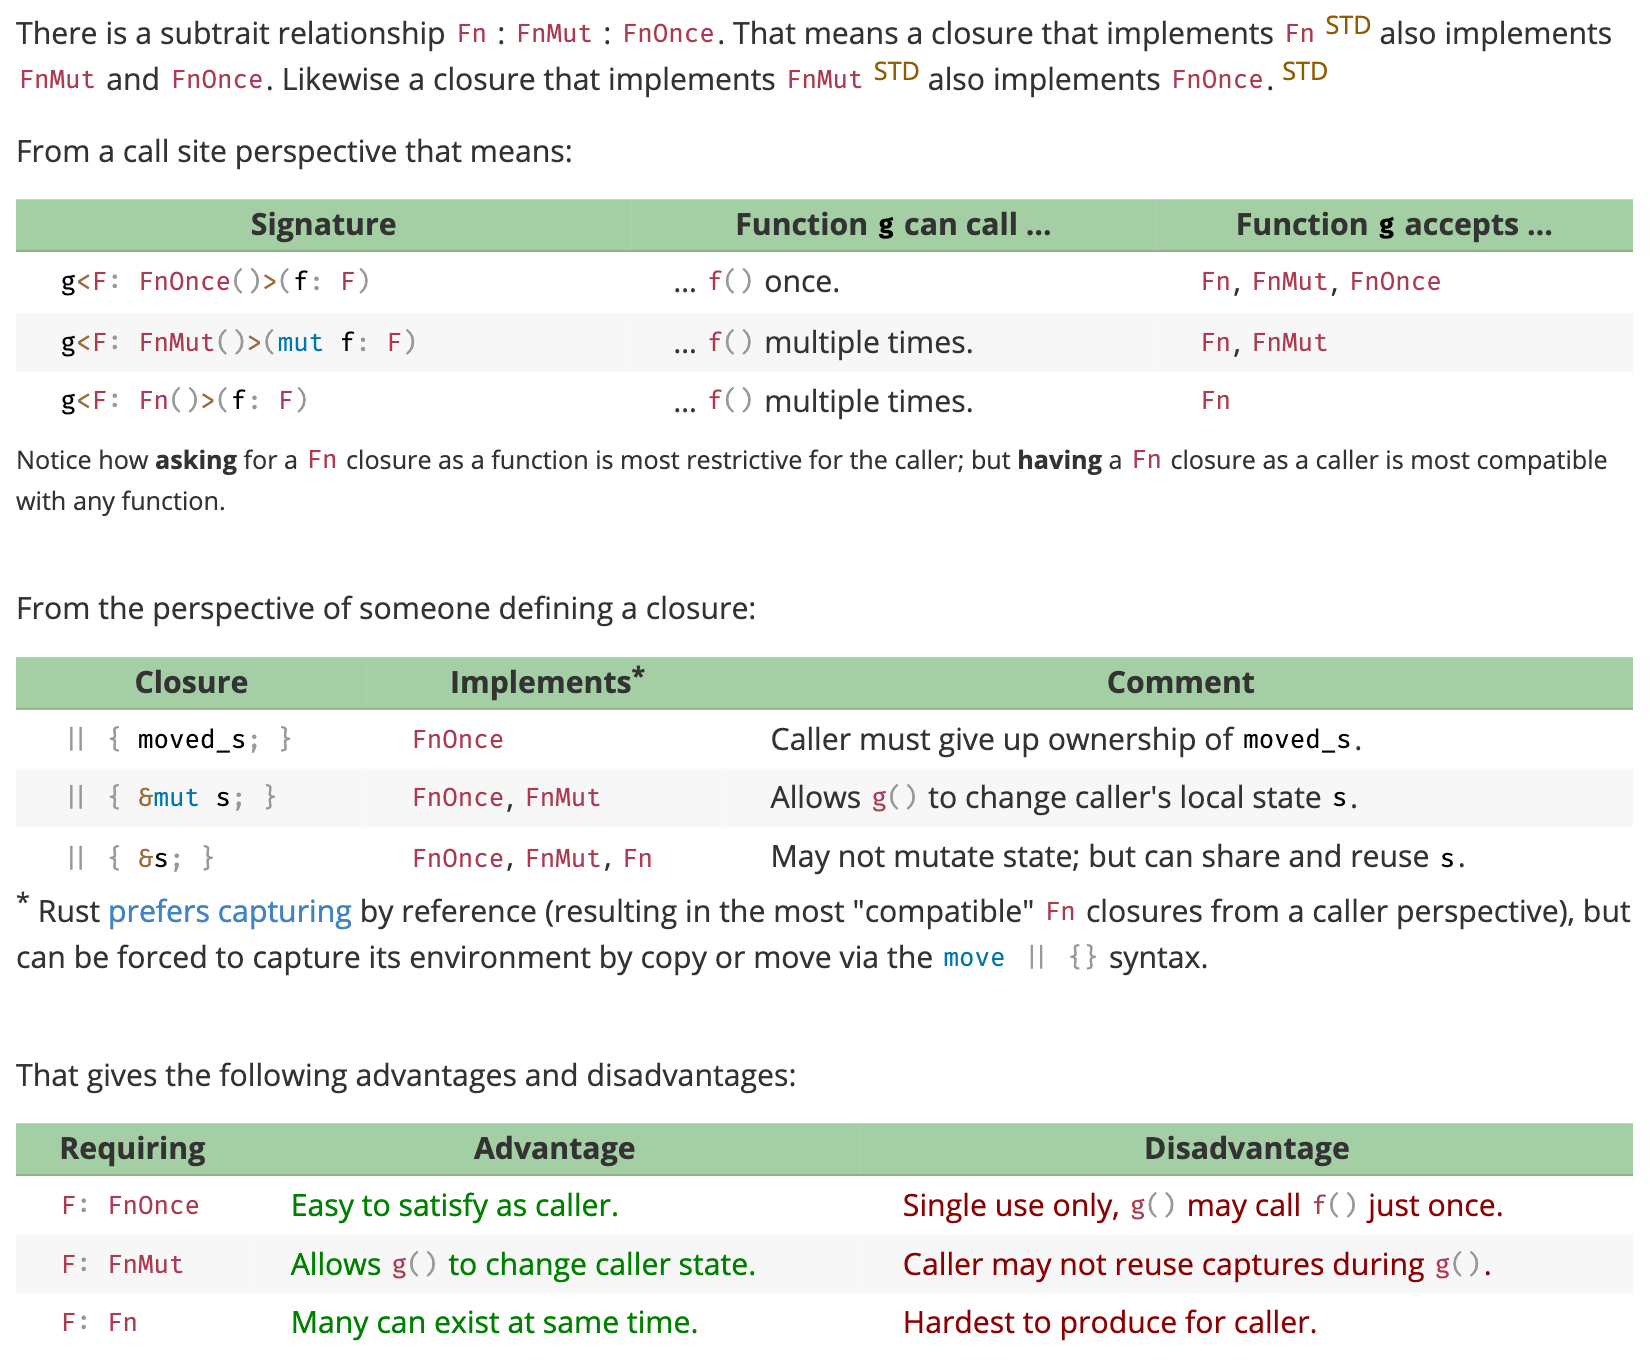 There is a subtrait relationship Fn : FnMut : FnOnce. That means a closure that implements Fn STD also implements
FnMut and FnOnce. Likewise a closure that implements FnMut STD also implements FnOnce. STD
From a call site perspective that means:
Signature Function g can call ... Function g accepts ...
g<F: FnOnce()>(f: F) ... f() once. Fn, FnMut, FnOnce
g<F: FnMut()>(mut f: F) ... f() multiple times. Fn, FnMut
g<F: Fn()>(f: F) ... f() multiple times. Fn
Notice how asking for a Fn closure as a function is most restrictive for the caller; but having a Fn closure as a caller is most compatible
with any function.
From the perspective of someone defining a closure:
Closure Implements* Comment
|| { moved_s; } FnOnce Caller must give up ownership of moved_s.
|| { &mut s; } FnOnce, FnMut Allows g() to change caller's local state s.
|| { &s; } FnOnce, FnMut, Fn May not mutate state; but can share and reuse s.
* Rust prefers capturing by reference (resulting in the most "compatible" Fn closures from a caller perspective), but
can be forced to capture its environment by copy or move via the move || {} syntax.
That gives the following advantages and disadvantages:
Requiring Advantage Disadvantage
F: FnOnce Easy to satisfy as caller. Single use only, g() may call f() just once.
F: FnMut Allows g() to change caller state. Caller may not reuse captures during g().
F: Fn Many can exist at same time. Hardest to produce for caller.